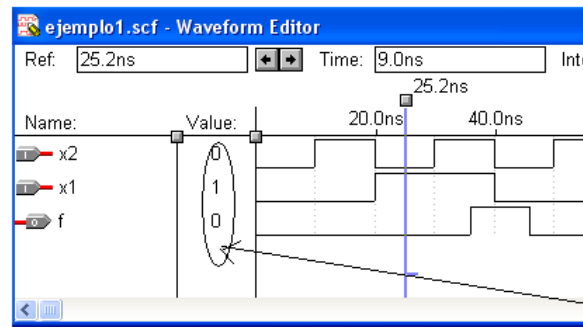 ejemplo1.scf - Waveform Editor
Ref: 25.2ns Time: 9.0ns Int
25.2ns
Name: Value: 20.0ns 40.0ns
x2 0
x1 1
f 0